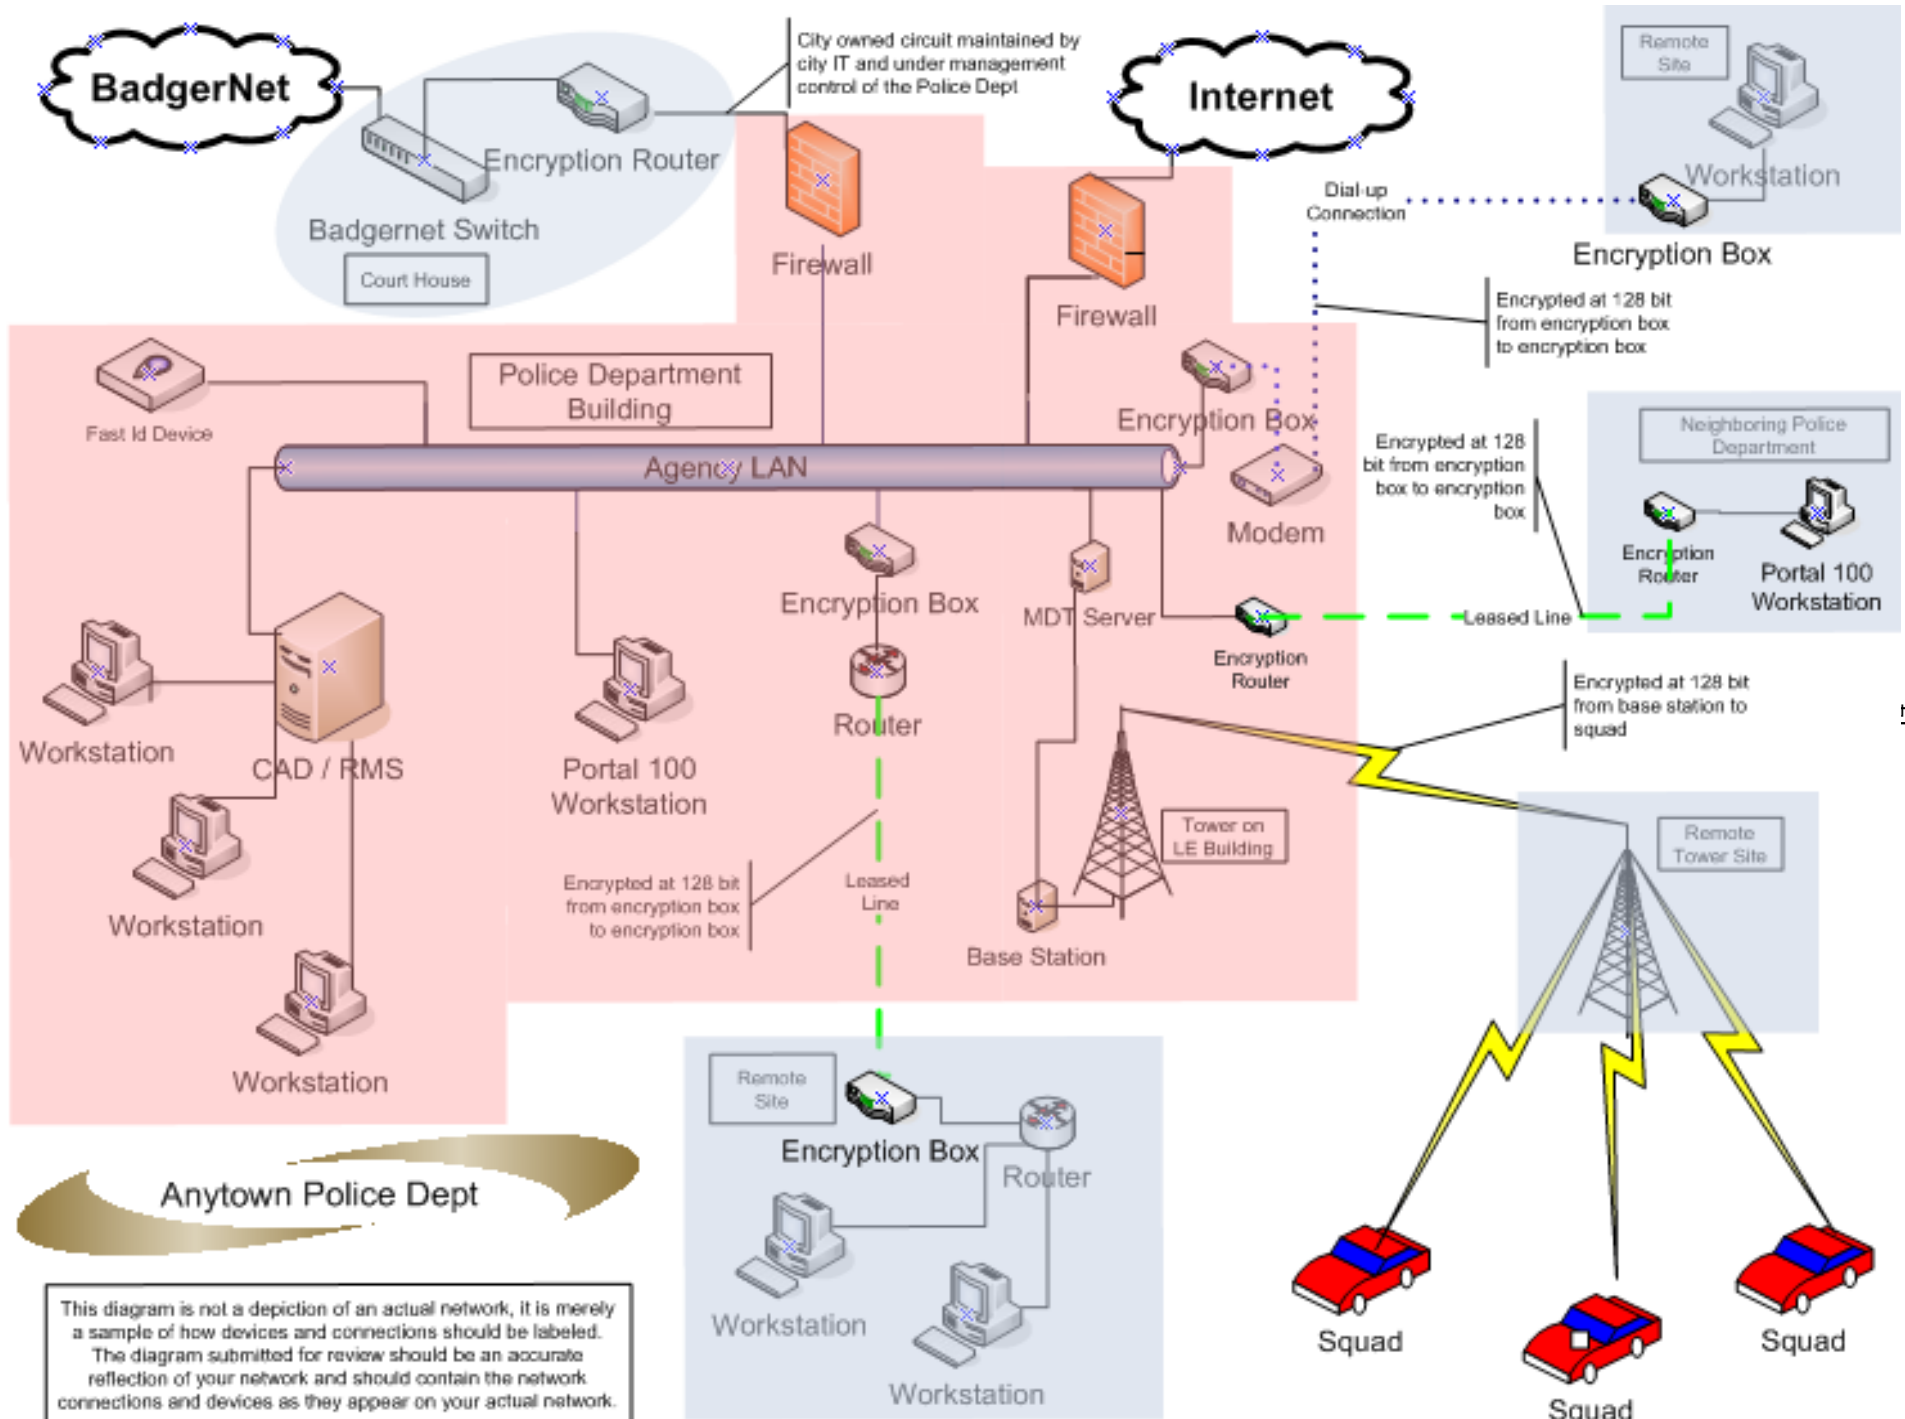 BadgerNet
City owned circuit maintained by
city IT and under management
control of the Police Dept
Internet
Remote
Site
Workstation
Encryption Router
Badgernet Switch
Court House
Firewall
Firewall
Dial-up
Connection
Encryption Box
Encrypted at 128 bit
from encryption box
to encryption box
Police Department
Building
Fast Id Device
Encryption Box
Agency LAN
Modem
Encrypted at 128
bit from encryption
box to encryption
box
Neighboring Police
Department
Encryption
Router
Portal 100
Workstation
Leased Line
Encryption Box
MDT Server
Encryption
Router
Router
Workstation
CAD / RMS
Portal 100
Workstation
Encrypted at 128 bit
from base station to
squad
Tower on
LE Building
Remote
Tower Site
Workstation
Encrypted at 128 bit
from encryption box
to encryption box
Leased
Line
Base Station
Workstation
Remote
Site
Encryption Box
Router
Workstation
Workstation
Anytown Police Dept
This diagram is not a depiction of an actual network, it is merely
a sample of how devices and connections should be labeled.
The diagram submitted for review should be an accurate
reflection of your network and should contain the network
connections and devices as they appear on your actual network.
Squad
Squad
Squad